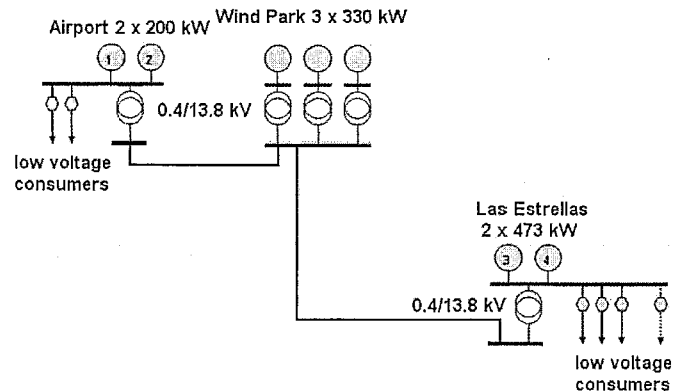 Airport 2 x 200 kW
Wind Park 3 x 330 kW
1
2
0.4/13.8 kV
low voltage
consumers
Las Estrellas
2 x 473 kW
3
4
0.4/13.8 kV
low voltage
consumers